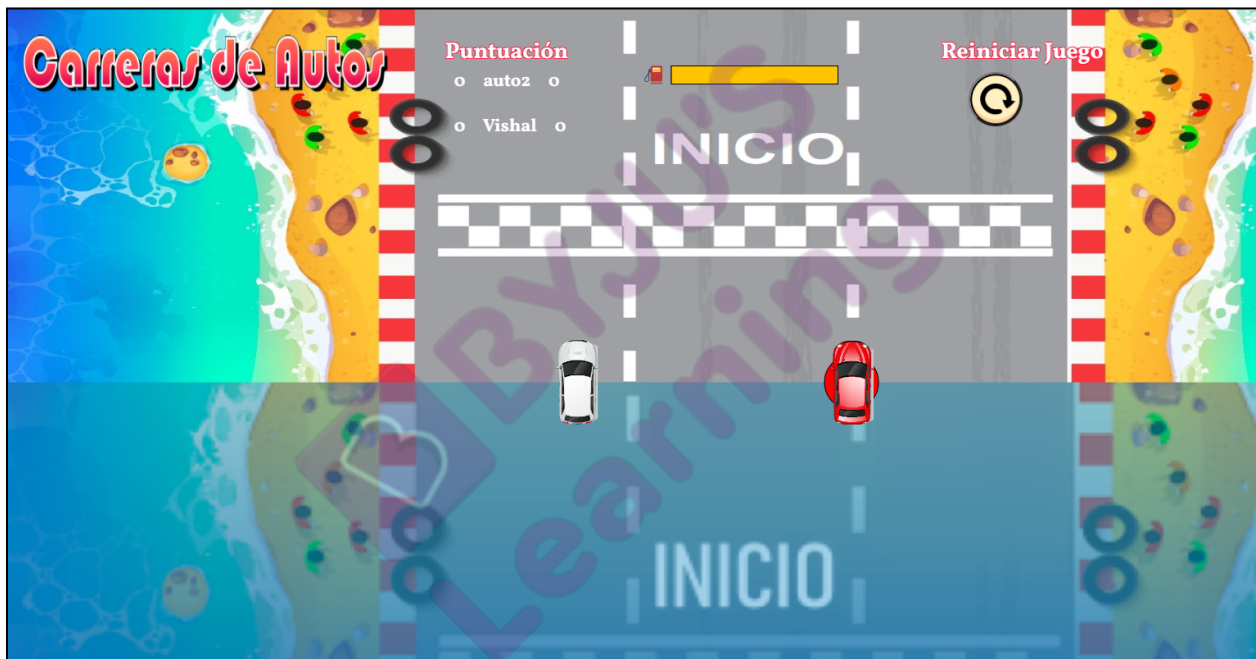 Carreras de Autos
Puntuación
0 auto2 0
0 Vishal 0
Reiniciar Juego
INICIO
BYJU'S
Learning
INICIO